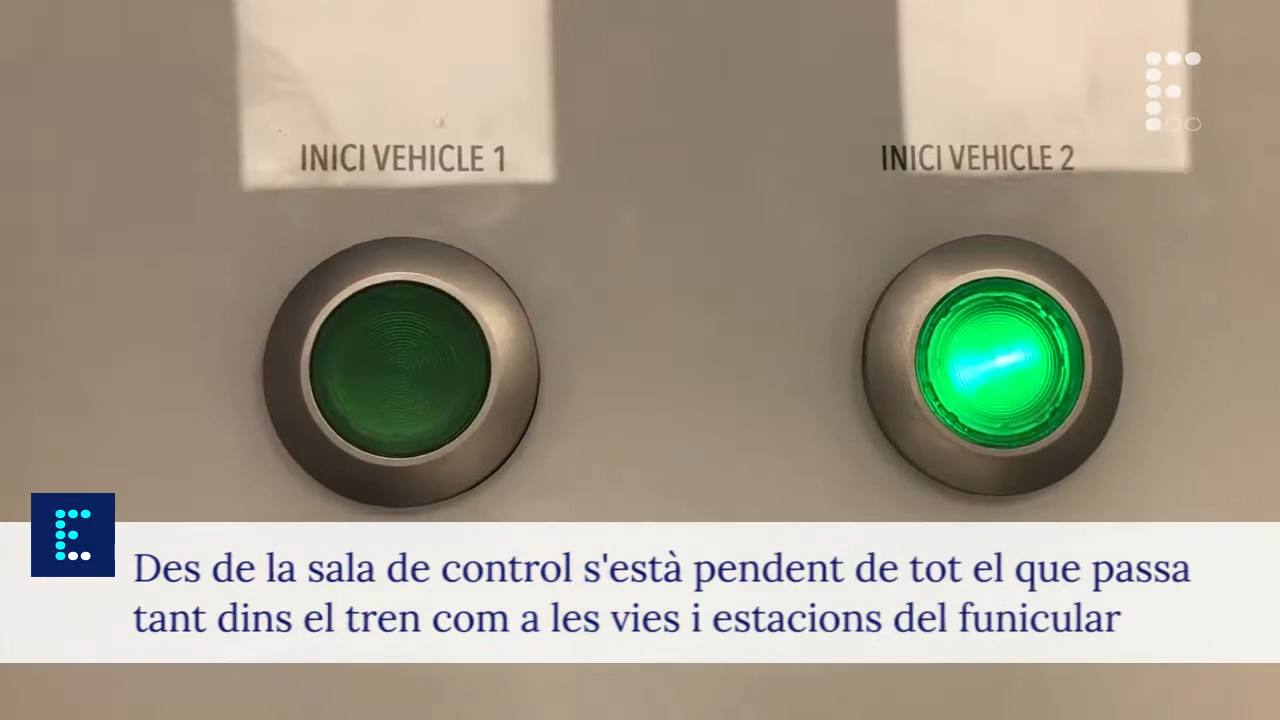 INICI VEHICLE 1
INICI VEHICLE 2
Des de la sala de control s'està pendent de tot el que passa
tant dins el tren com a les vies i estacions del funicular